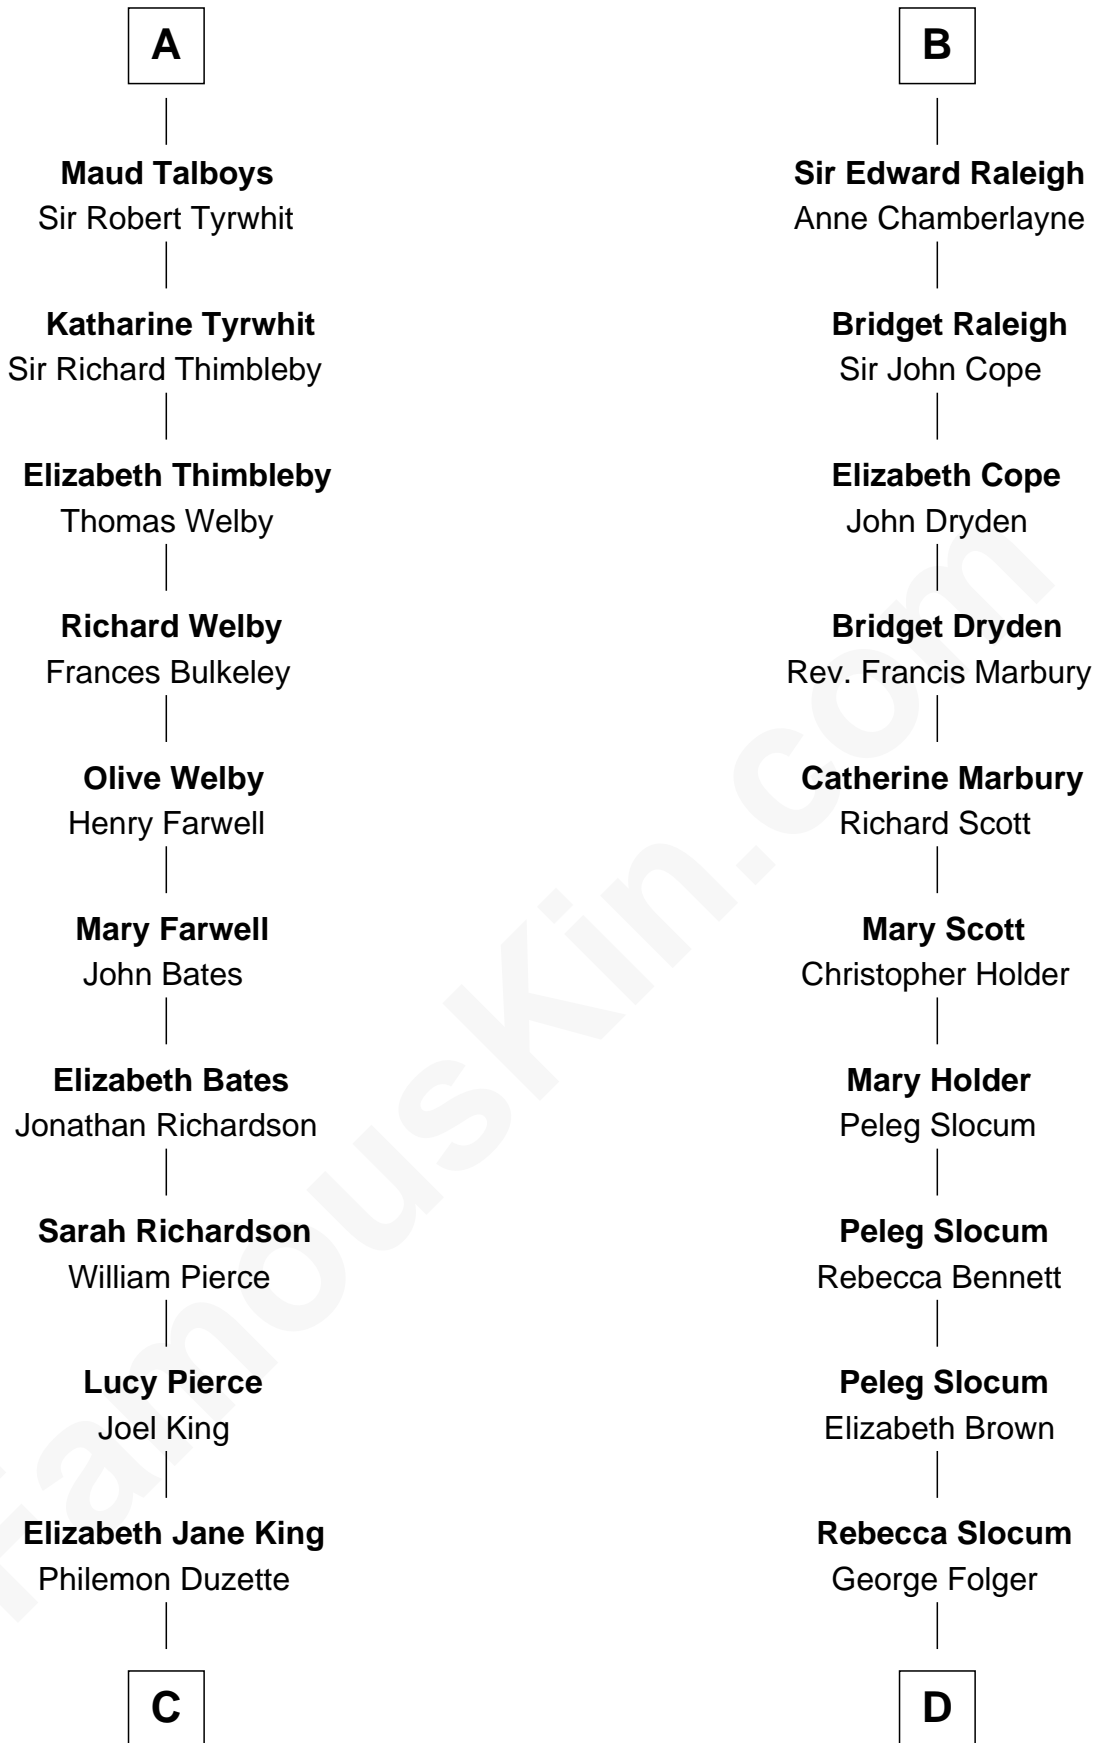 A
Maud Talboys
Sir Robert Tyrwhit
Katharine Tyrwhit
Sir Richard Thimbleby
Elizabeth Thimbleby
Thomas Welby
Richard Welby
Frances Bulkeley
Olive Welby
Henry Farwell
Mary Farwell
John Bates
Elizabeth Bates
Jonathan Richardson
Sarah Richardson
William Pierce
Lucy Pierce
Joel King
Elizabeth Jane King
Philemon Duzette
C
B
Sir Edward Raleigh
Anne Chamberlayne
Bridget Raleigh
Sir John Cope
Elizabeth Cope
John Dryden
Bridget Dryden
Rev. Francis Marbury
Catherine Marbury
Richard Scott
Mary Scott
Christopher Holder
Mary Holder
Peleg Slocum
Peleg Slocum
Rebecca Bennett
Peleg Slocum
Elizabeth Brown
Rebecca Slocum
George Folger
D
FamousKin.com